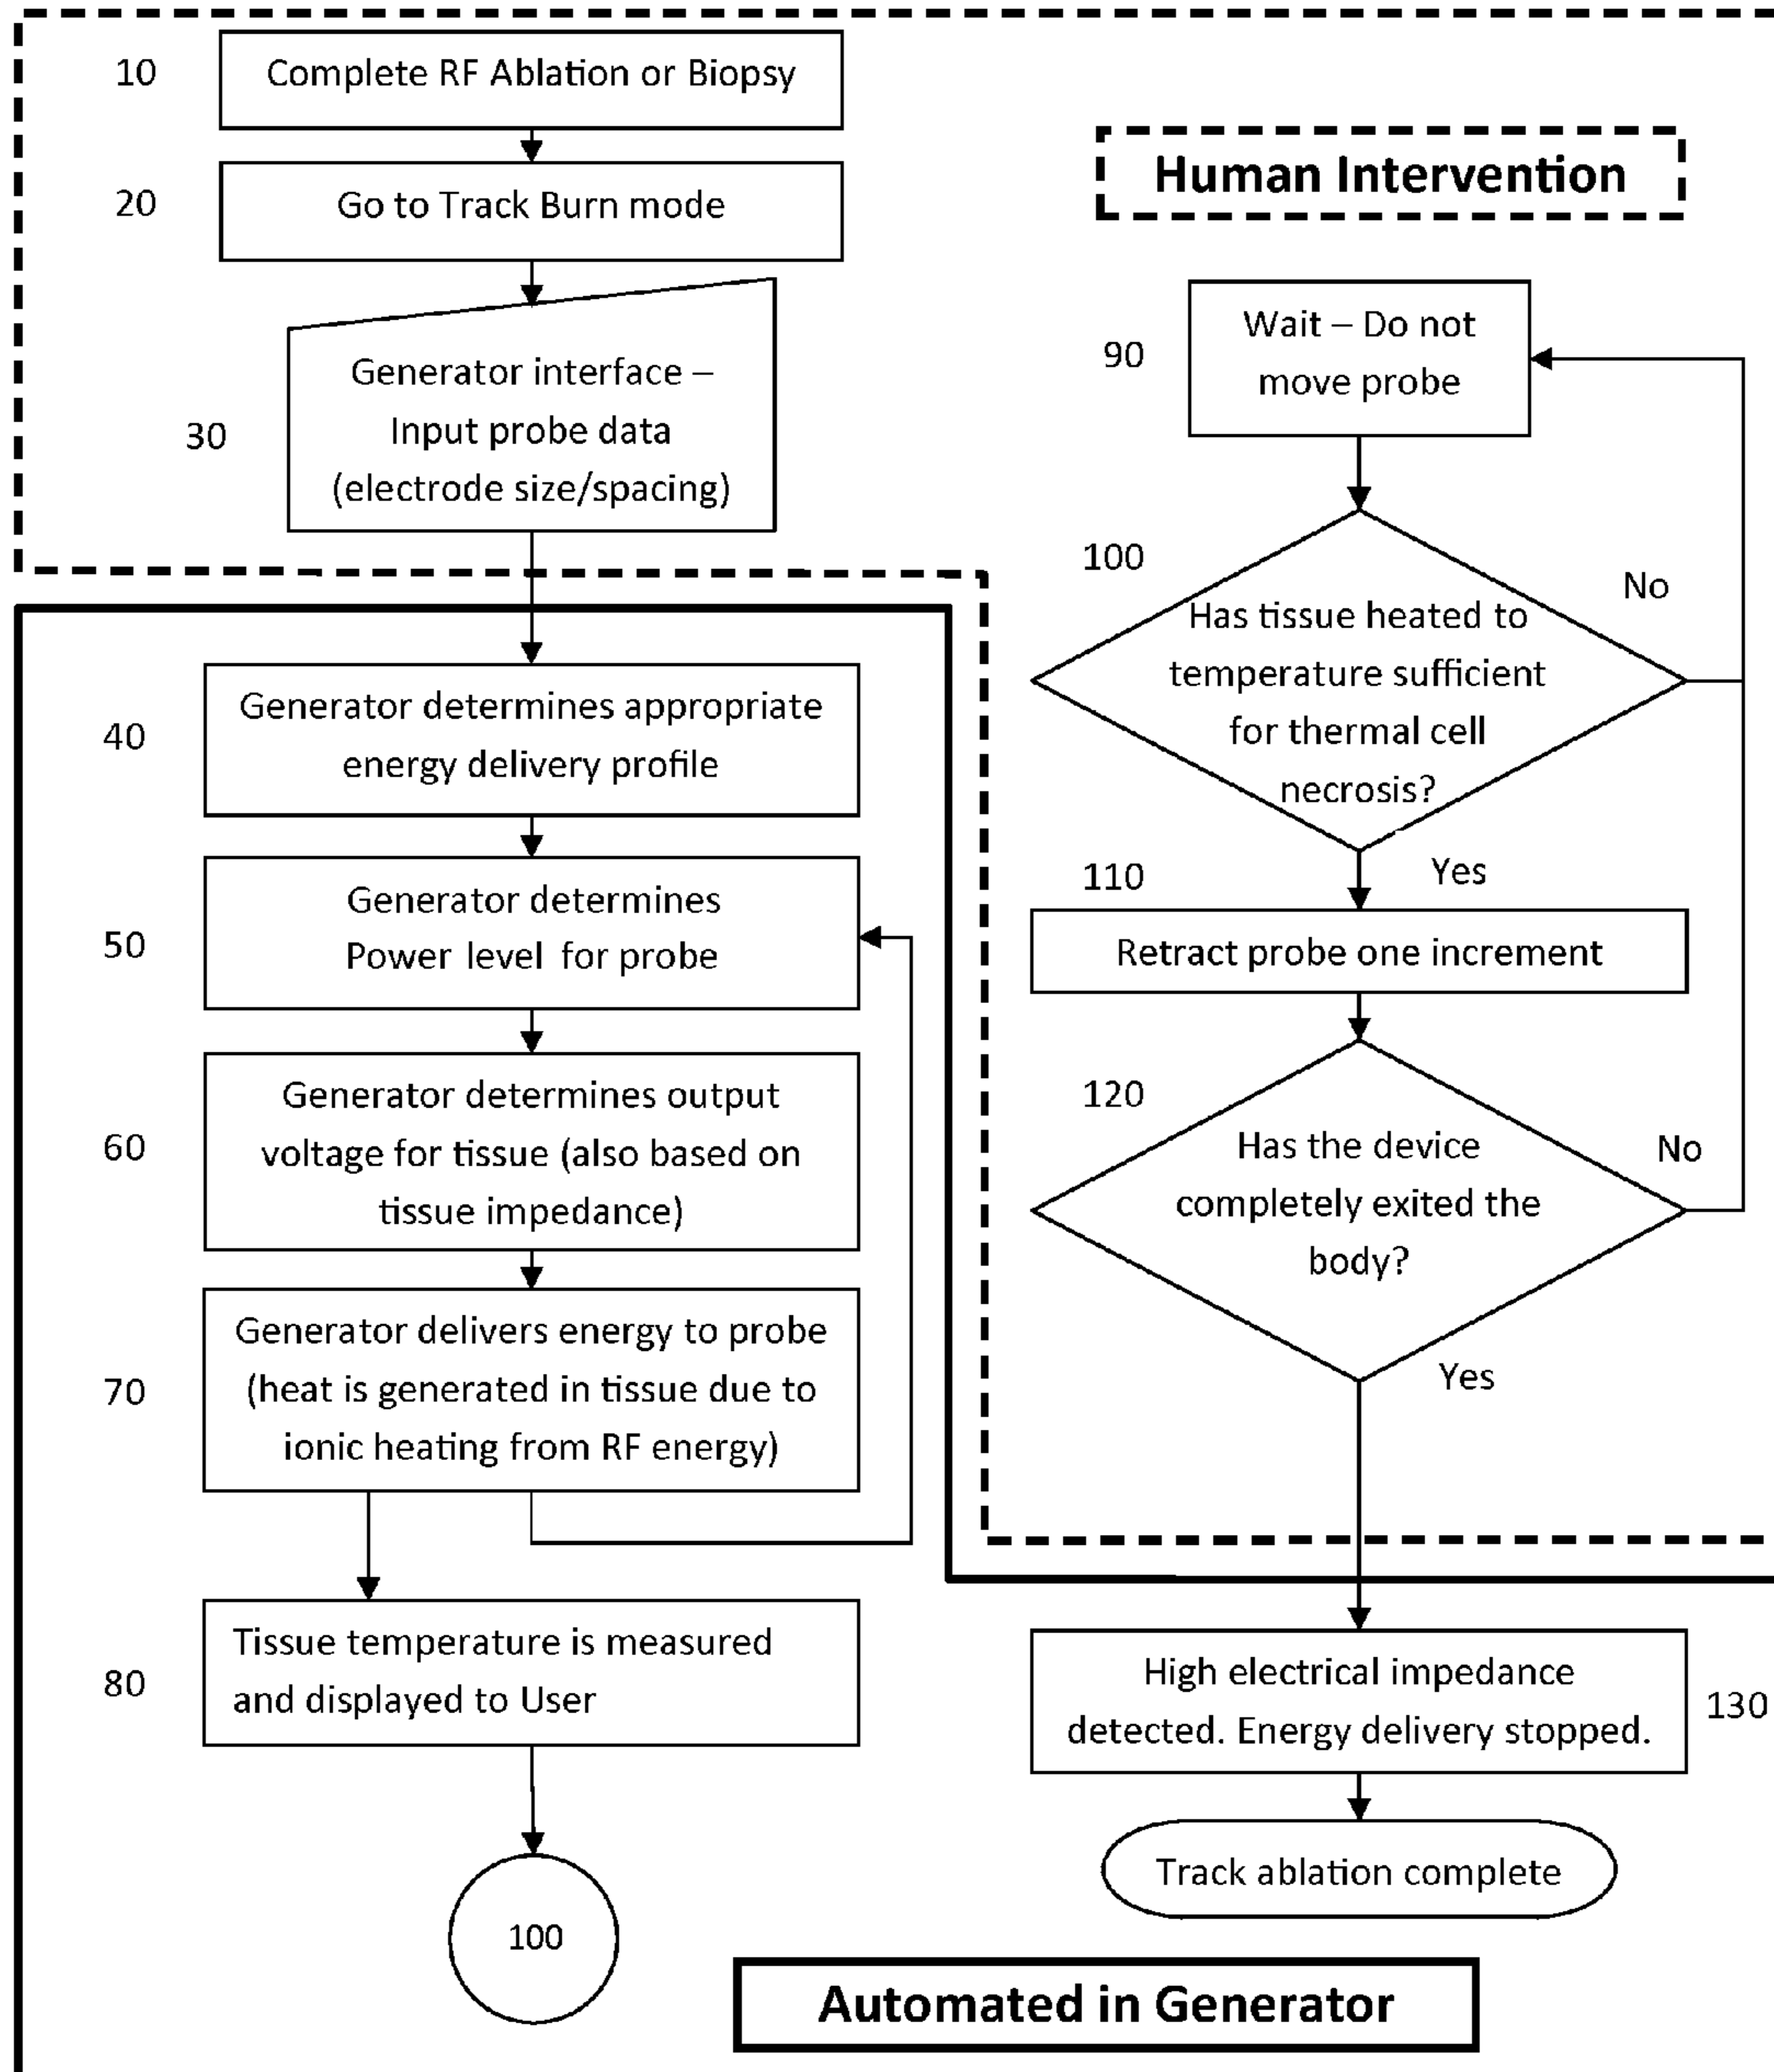 10
Complete RF Ablation or Biopsy
20
Go to Track Burn mode
30
Generator interface –
Input probe data
(electrode size/spacing)
40
Generator determines appropriate
energy delivery profile
50
Generator determines
Power level for probe
60
Generator determines output
voltage for tissue (also based on
tissue impedance)
70
Generator delivers energy to probe
(heat is generated in tissue due to
ionic heating from RF energy)
80
Tissue temperature is measured
and displayed to User
100
Human Intervention
90
Wait – Do not
move probe
100
Has tissue heated to
temperature sufficient
for thermal cell
necrosis?
No
Yes
110
Retract probe one increment
120
Has the device
completely exited the
body?
No
Yes
High electrical impedance
detected. Energy delivery stopped.
130
Track ablation complete
Automated in Generator